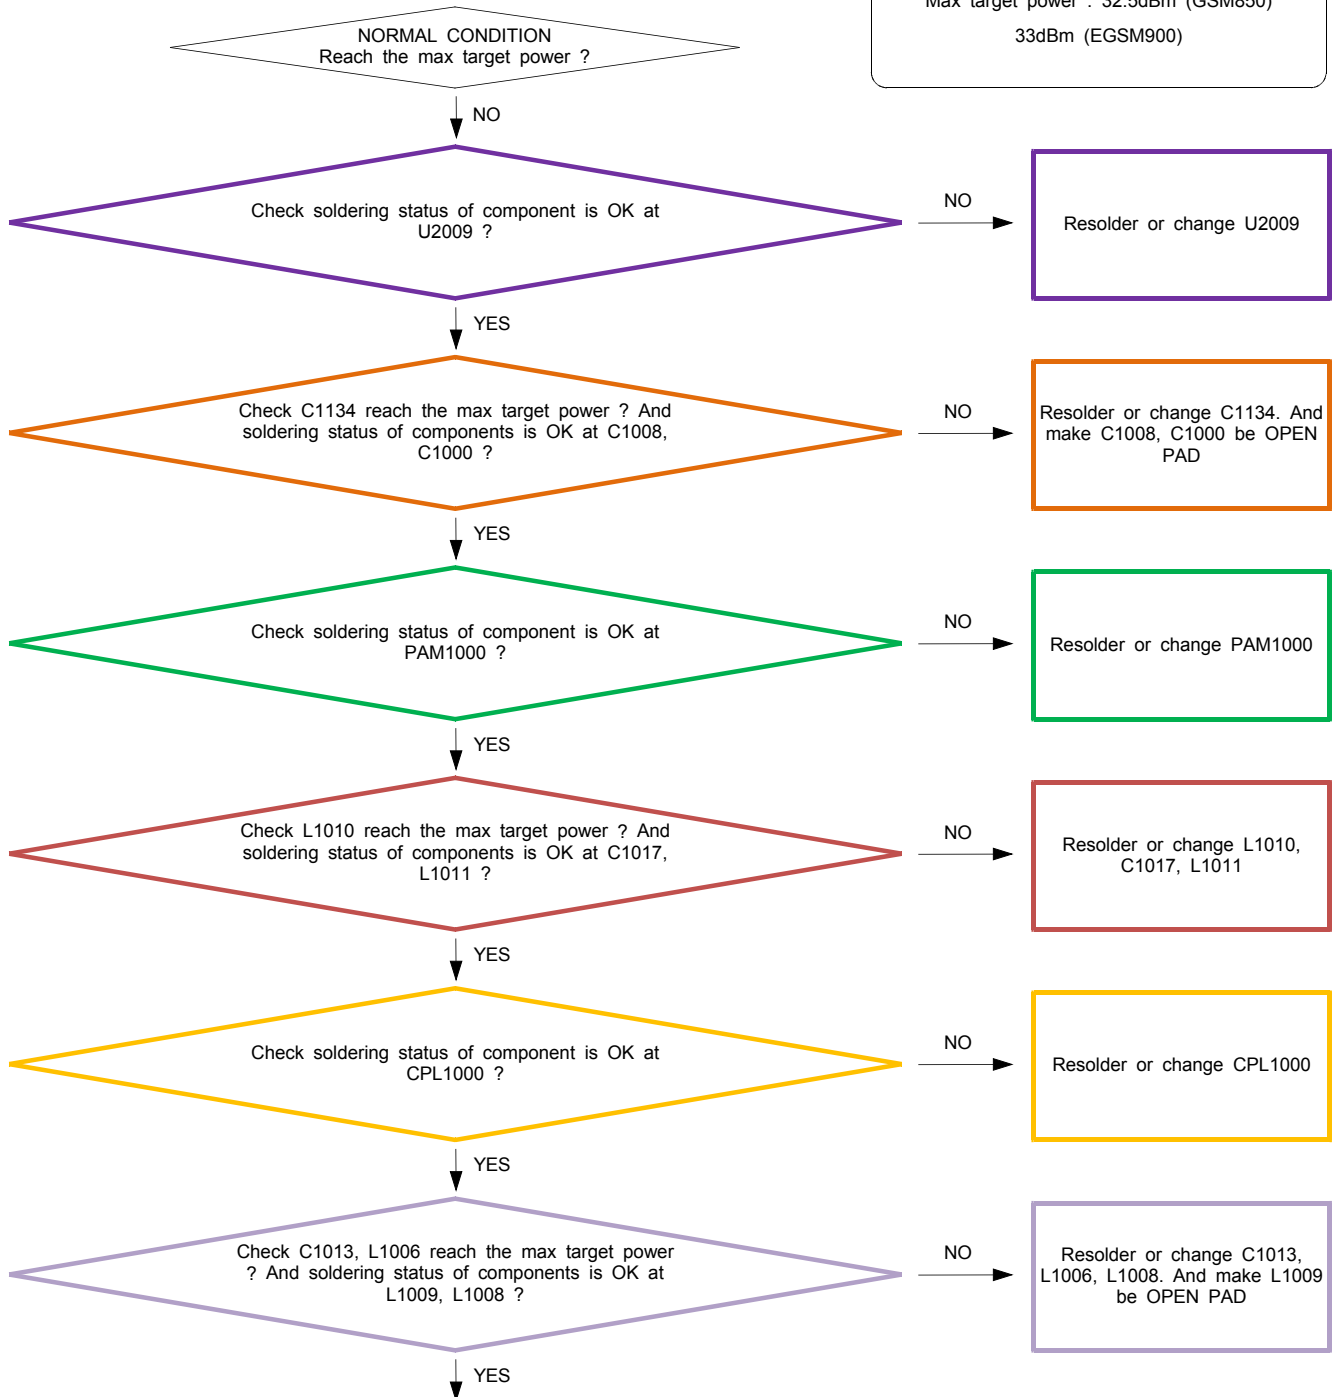 Max target power : 32.5dBm (GSM850)
33dBm (EGSM900)
NORMAL CONDITION
Reach the max target power ?
NO
Check soldering status of component is OK at
U2009 ?
NO
Resolder or change U2009
YES
Check C1134 reach the max target power ? And
soldering status of components is OK at C1008,
C1000 ?
NO
Resolder or change C1134. And
make C1008, C1000 be OPEN
PAD
YES
Check soldering status of component is OK at
PAM1000 ?
NO
Resolder or change PAM1000
YES
Check L1010 reach the max target power ? And
soldering status of components is OK at C1017,
L1011 ?
NO
Resolder or change L1010,
C1017, L1011
YES
Check soldering status of component is OK at
CPL1000 ?
NO
Resolder or change CPL1000
YES
Check C1013, L1006 reach the max target power
? And soldering status of components is OK at
L1009, L1008 ?
NO
Resolder or change C1013,
L1006, L1008. And make L1009
be OPEN PAD
YES